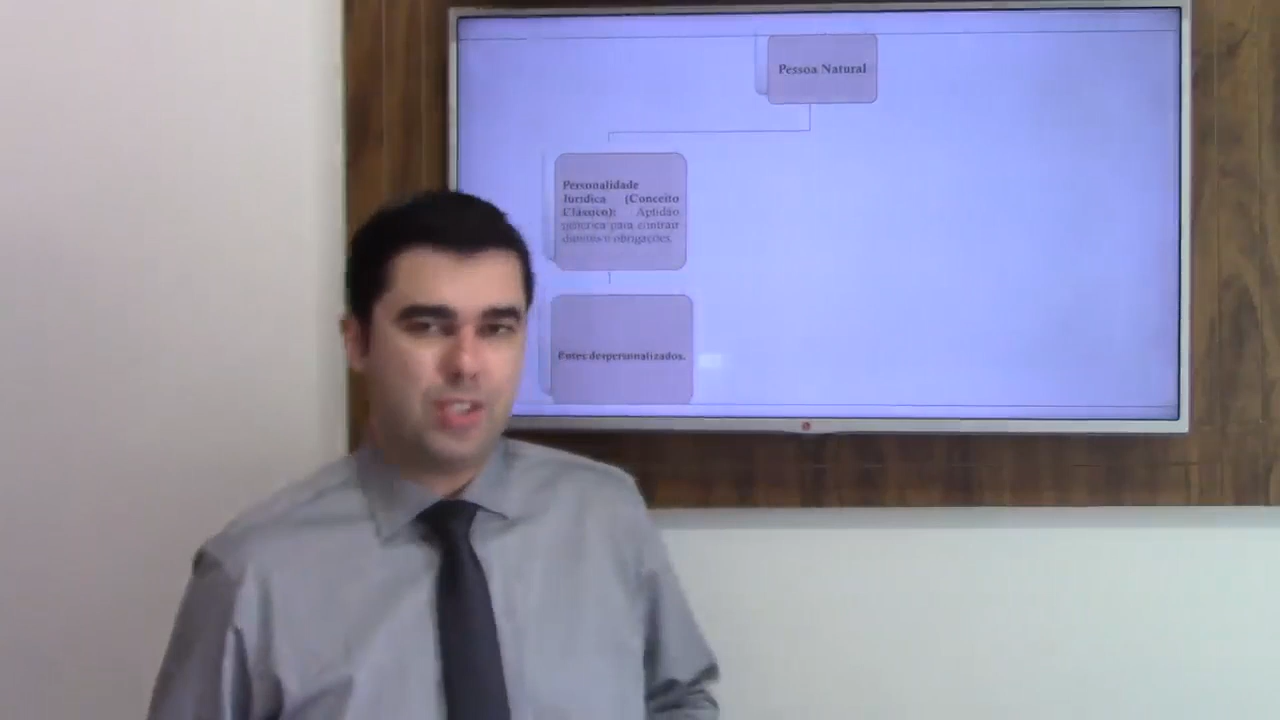 Pessoa Natural
Personalidade
Jurídica (Conceito
Clássico): Aptidão
genérica para contrair
direitos e obrigações.
Entes despersonalizados.